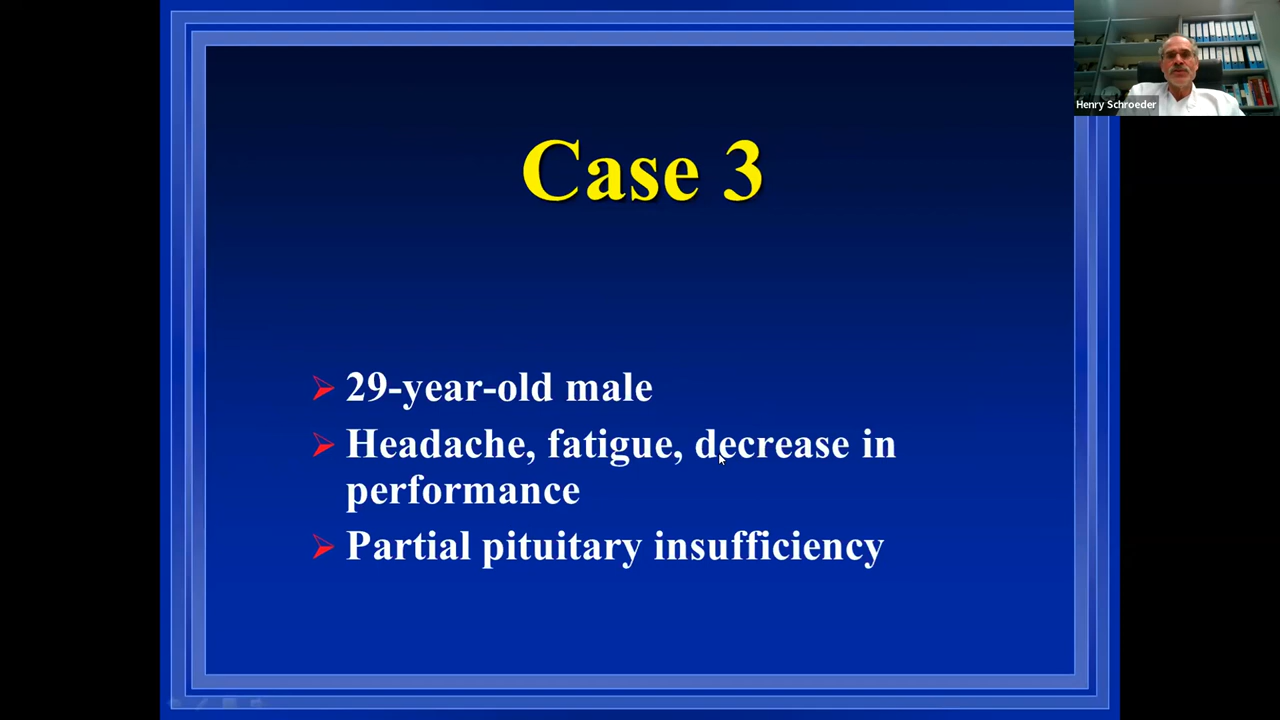 Henry Schroeder
Case 3
29-year-old male
Headache, fatigue, decrease in
performance
Partial pituitary insufficiency